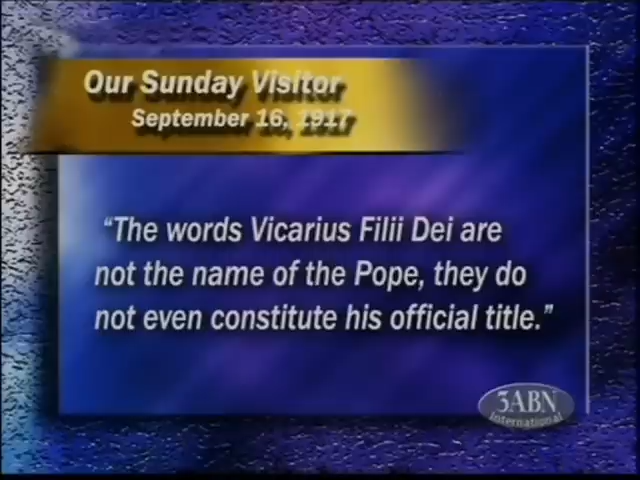 Our Sunday Visitor
September 16, 1917
“The words Vicarius Filii Dei are
not the name of the Pope, they do
not even constitute his official title.”
3ABN
International